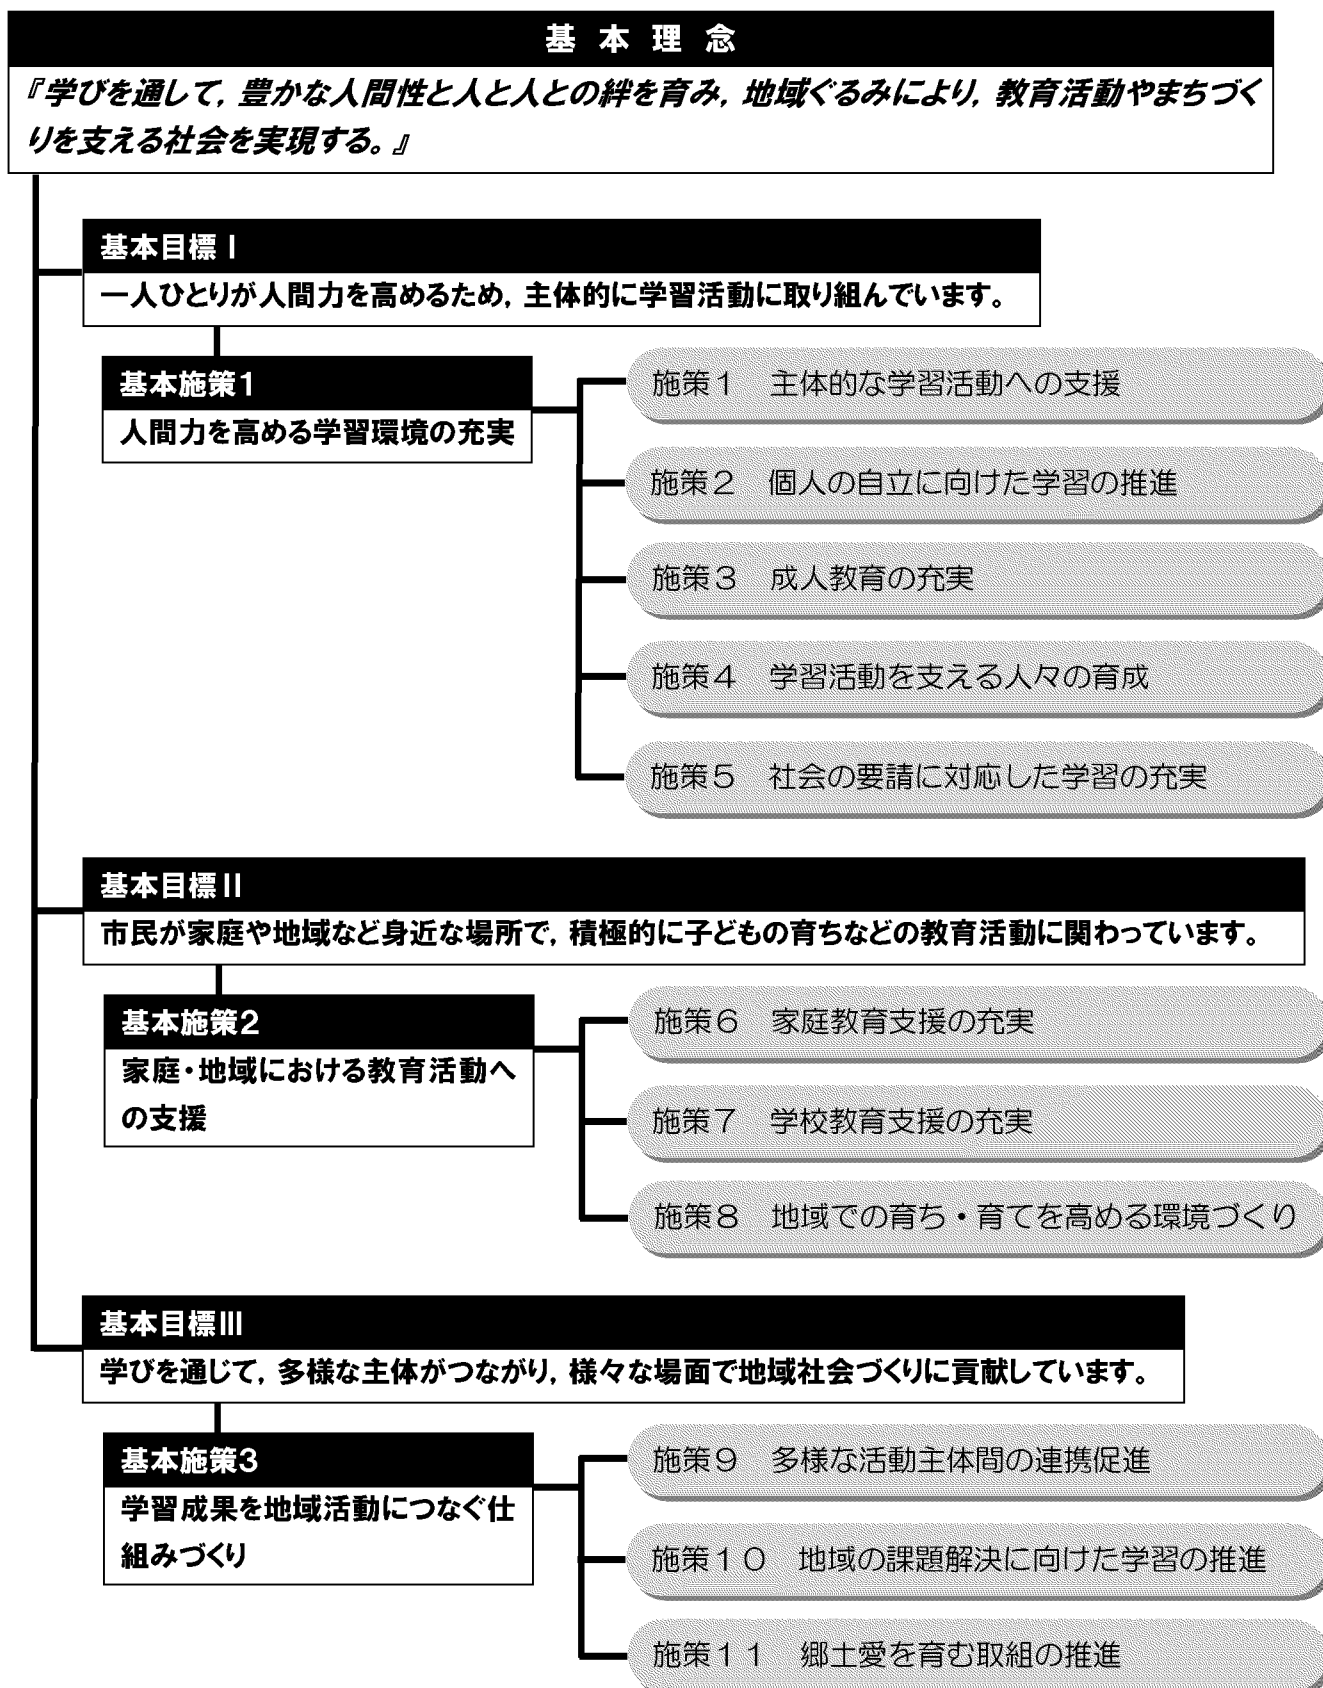 基本理念
『学びを通して，豊かな人間性と人と人との絆を育み，地域ぐるみにより，教育活動やまちづく
りを支える社会を実現する。』
基本目標Ⅰ
一人ひとりが人間力を高めるため，主体的に学習活動に取り組んでいます。
基本施策1
人間力を高める学習環境の充実
施策１　主体的な学習活動への支援
施策２　個人の自立に向けた学習の推進
施策３　成人教育の充実
施策４　学習活動を支える人々の育成
施策５　社会の要請に対応した学習の充実
基本目標Ⅱ
市民が家庭や地域など身近な場所で，積極的に子どもの育ちなどの教育活動に関わっています。
基本施策2
家庭・地域における教育活動へ
の支援
施策６　家庭教育支援の充実
施策７　学校教育支援の充実
施策８　地域での育ち・育てを高める環境づくり
基本目標Ⅲ
学びを通じて，多様な主体がつながり，様々な場面で地域社会づくりに貢献しています。
基本施策3
学習成果を地域活動につなぐ仕
組みづくり
施策９　多様な活動主体間の連携促進
施策１０　地域の課題解決に向けた学習の推進
施策１１　郷土愛を育む取組の推進